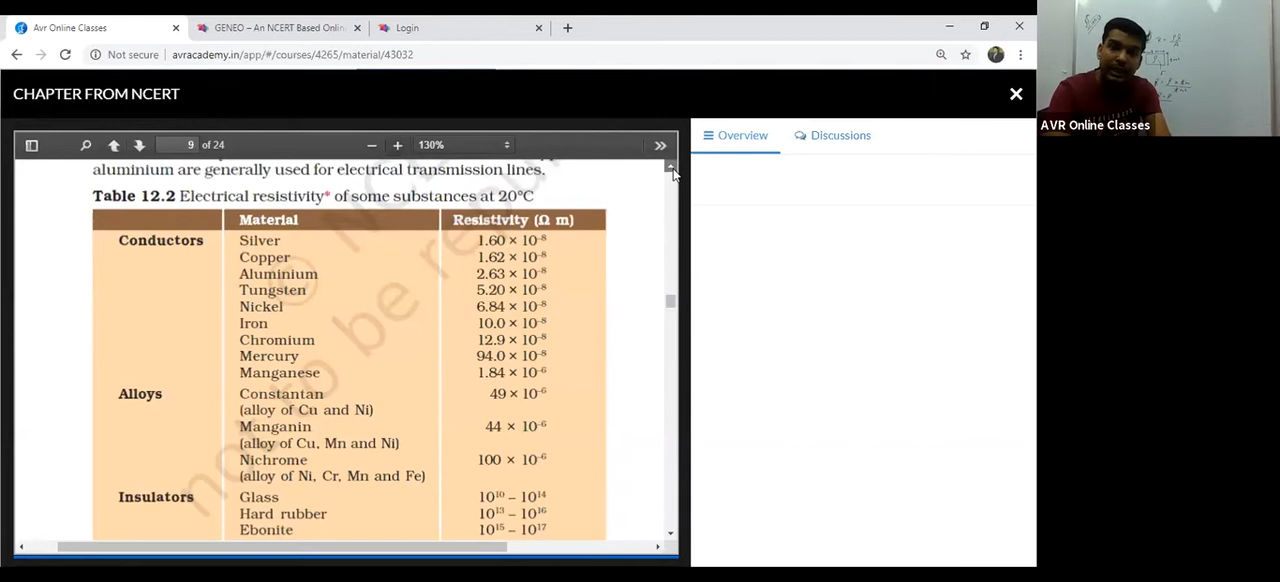 Avr Online Classes
GENEO – An NCERT Based Onlin
Login
Not secure | avracademy.in/app/#/courses/4265/material/43032
CHAPTER FROM NCERT
9 of 24
130%
Overview
Discussions
aluminium are generally used for electrical transmission lines.
Table 12.2 Electrical resistivity* of some substances at 20°C
Material Resistivity (Ω m)
Conductors Silver 1.60 × 10⁻⁸
Copper 1.62 × 10⁻⁸
Aluminium 2.63 × 10⁻⁸
Tungsten 5.20 × 10⁻⁸
Nickel 6.84 × 10⁻⁸
Iron 10.0 × 10⁻⁸
Chromium 12.9 × 10⁻⁸
Mercury 94.0 × 10⁻⁸
Manganese 1.84 × 10⁻⁶
Alloys Constantan 49 × 10⁻⁶
(alloy of Cu and Ni)
Manganin 44 × 10⁻⁶
(alloy of Cu, Mn and Ni)
Nichrome 100 × 10⁻⁶
(alloy of Ni, Cr, Mn and Fe)
Insulators Glass 10¹⁰ – 10¹⁴
Hard rubber 10¹³ – 10¹⁶
Ebonite 10¹⁵ – 10¹⁷
not to be repu
© NC
AVR Online Classes